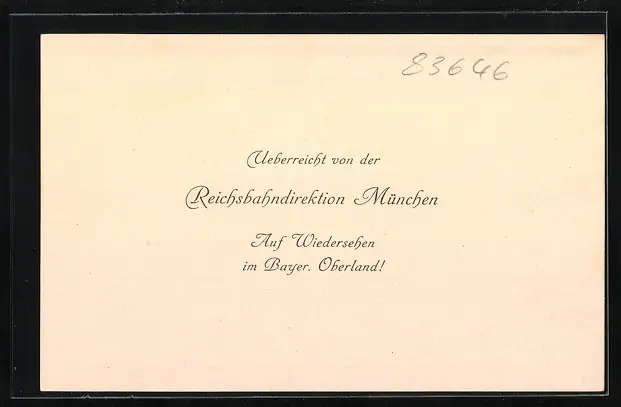 83646
Ueberreicht von der
Reichsbahndirektion München
Auf Wiedersehen
im Bayer. Oberland!